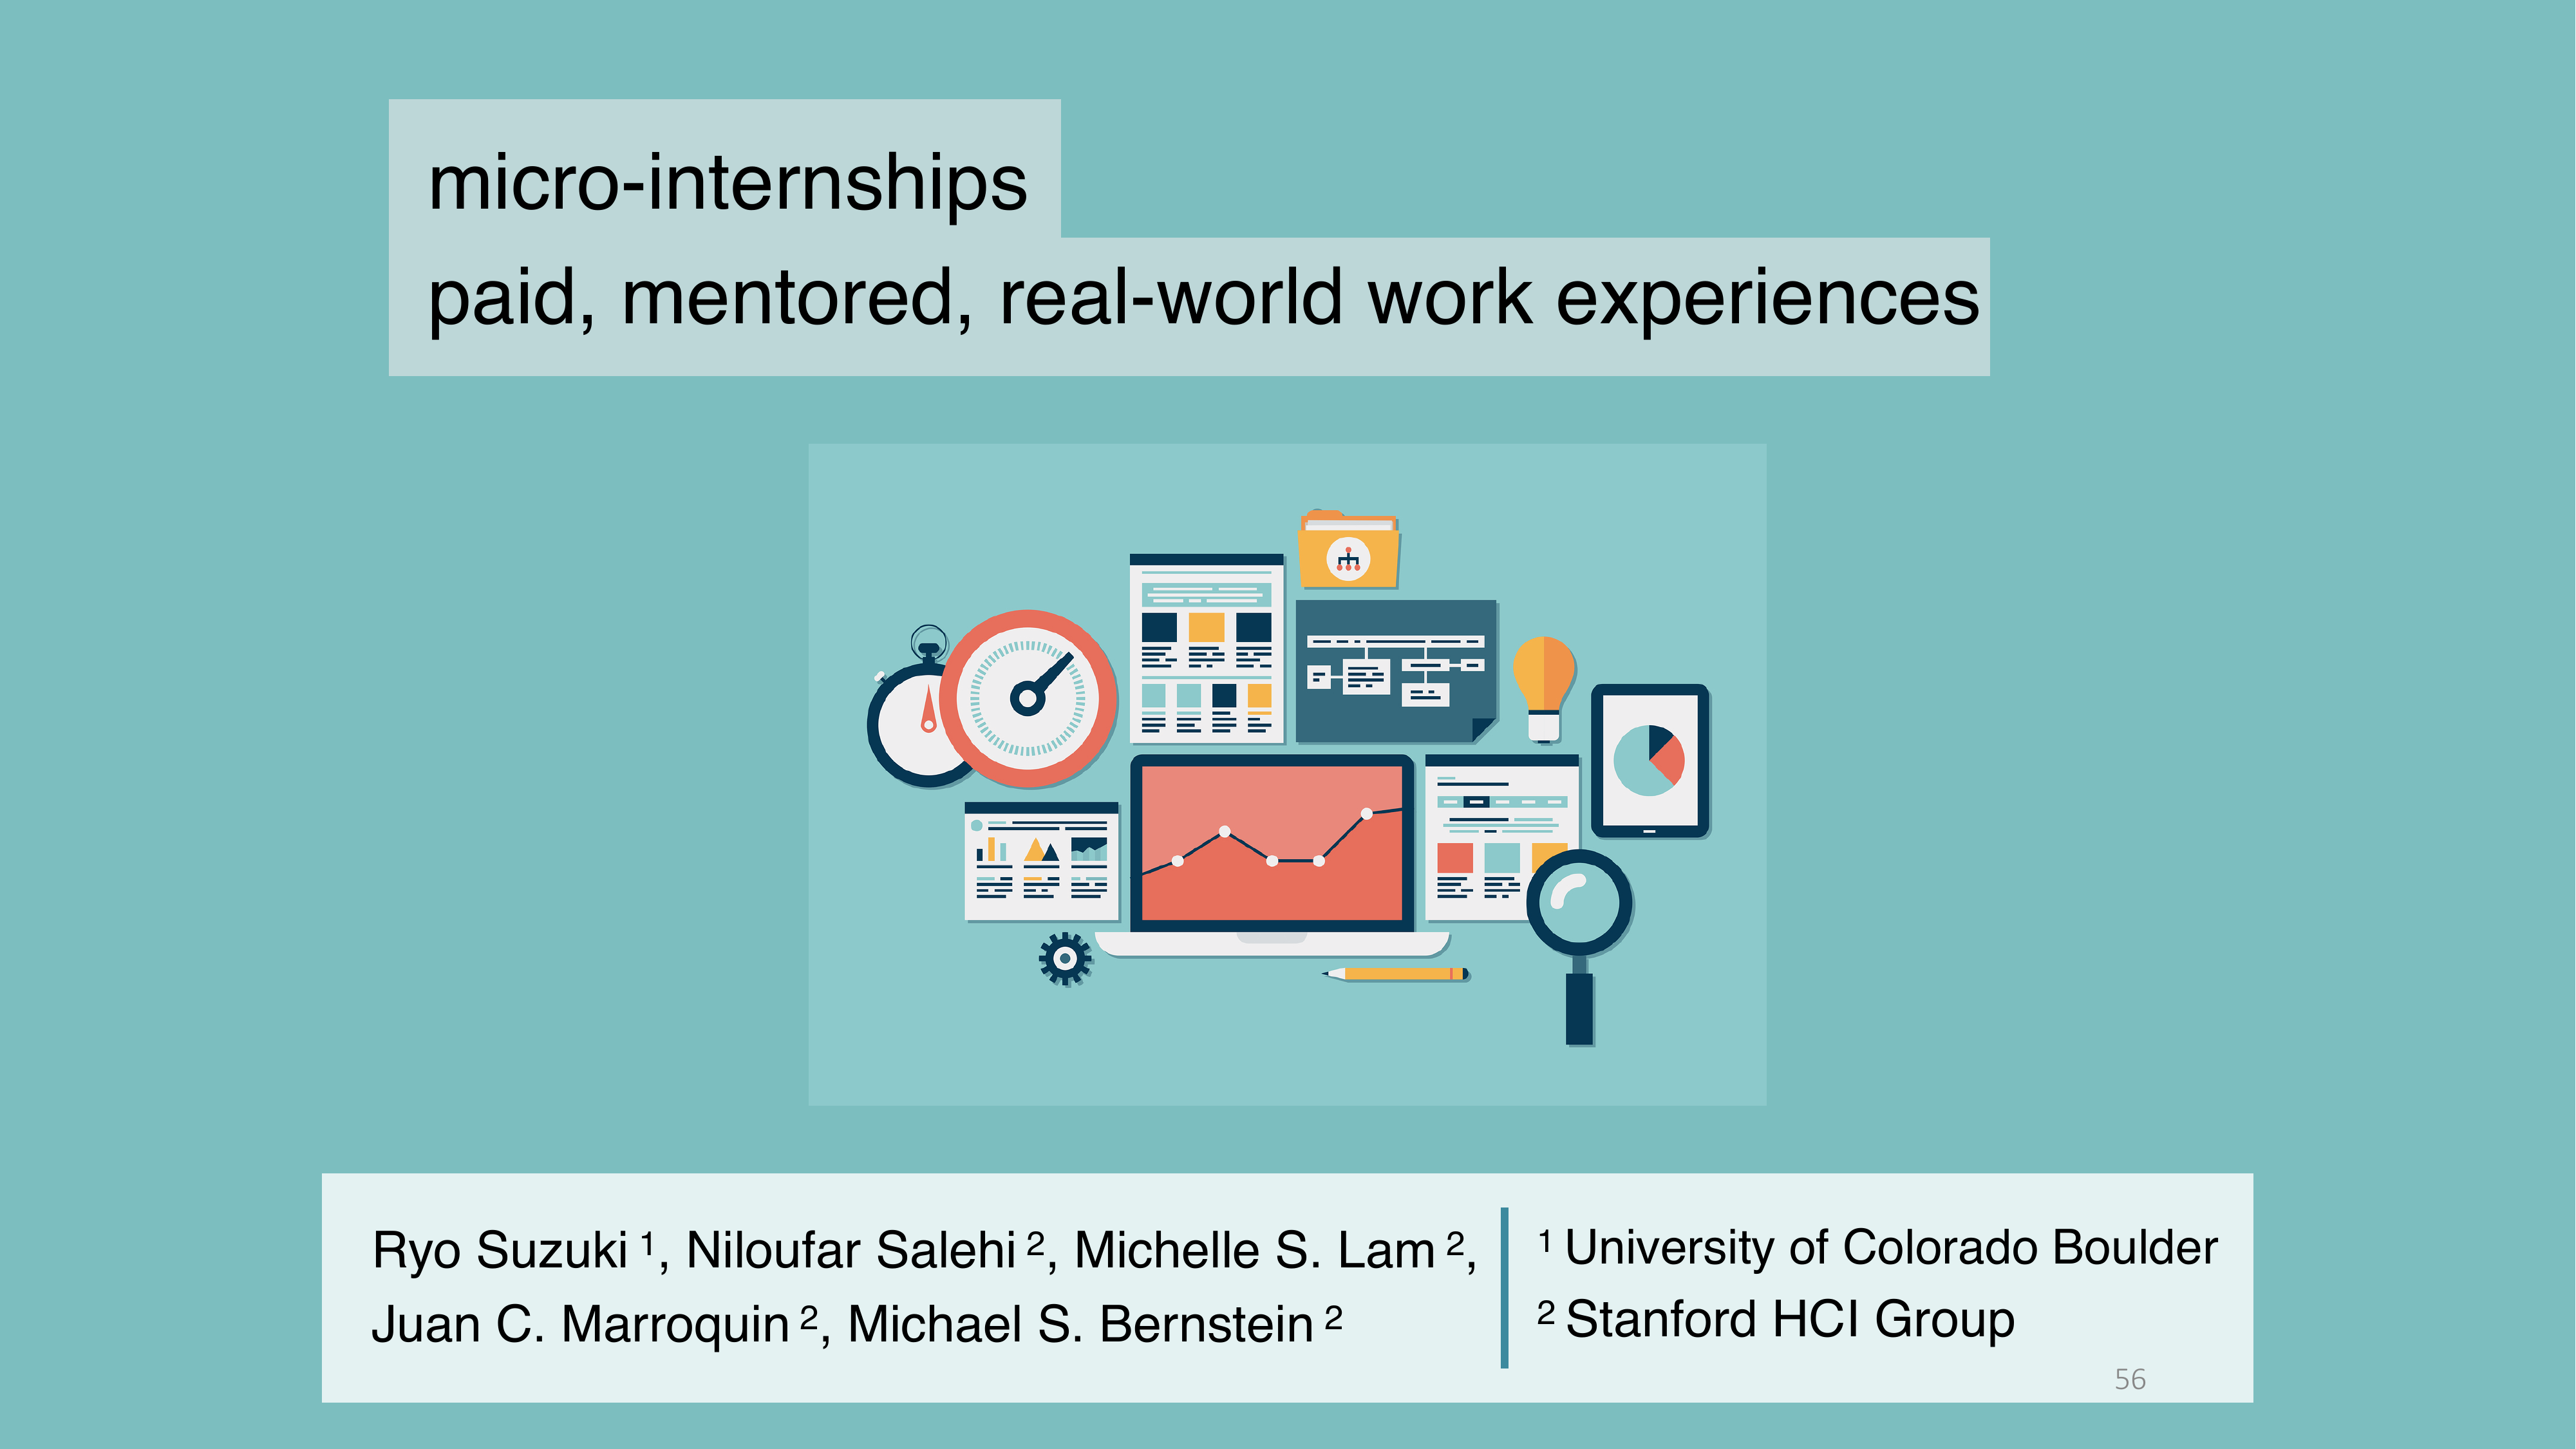 micro-internships
paid, mentored, real-world work experiences
Ryo Suzuki ¹, Niloufar Salehi ², Michelle S. Lam ²,
Juan C. Marroquin ², Michael S. Bernstein ²
¹ University of Colorado Boulder
² Stanford HCI Group
56